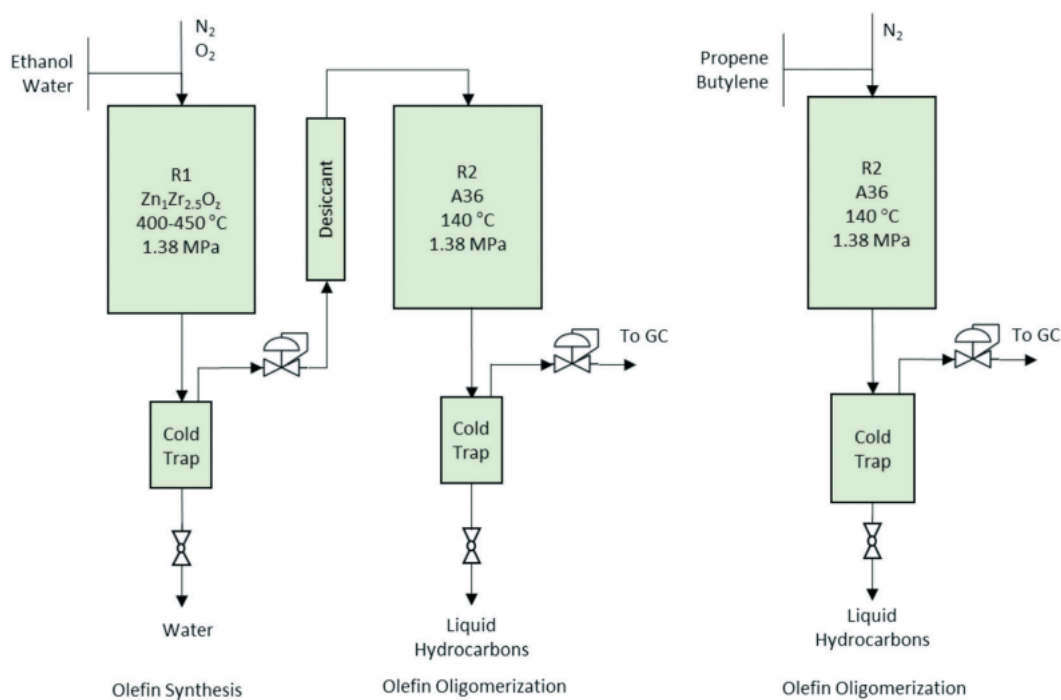 N₂
O₂
Ethanol
Water
R1
Zn₁Zr₂.₅O₂
400-450 °C
1.38 MPa
Cold
Trap
Water
Olefin Synthesis
Desiccant
R2
A36
140 °C
1.38 MPa
To GC
Cold
Trap
Liquid
Hydrocarbons
Olefin Oligomerization
N₂
Propene
Butylene
R2
A36
140 °C
1.38 MPa
To GC
Cold
Trap
Liquid
Hydrocarbons
Olefin Oligomerization